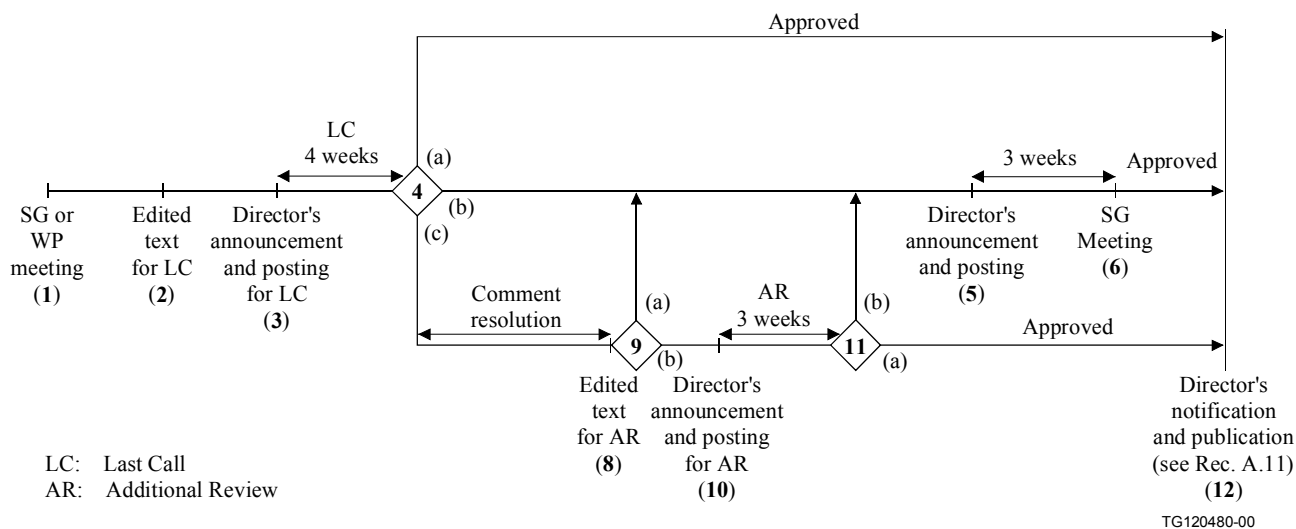 Approved
LC
4 weeks
(a)
4
(b)
(c)
3 weeks
Approved
SG or
WP
meeting
(1)
Edited
text
for LC
(2)
Director's
announcement
and posting
for LC
(3)
Director's
announcement
and posting
(5)
SG
Meeting
(6)
Comment
resolution
(a)
9
(b)
AR
3 weeks
(b)
11
(a)
Approved
Edited
text
for AR
(8)
Director's
announcement
and posting
for AR
(10)
Director's
notification
and publication
(see Rec. A.11)
(12)
LC: Last Call
AR: Additional Review
TG120480-00